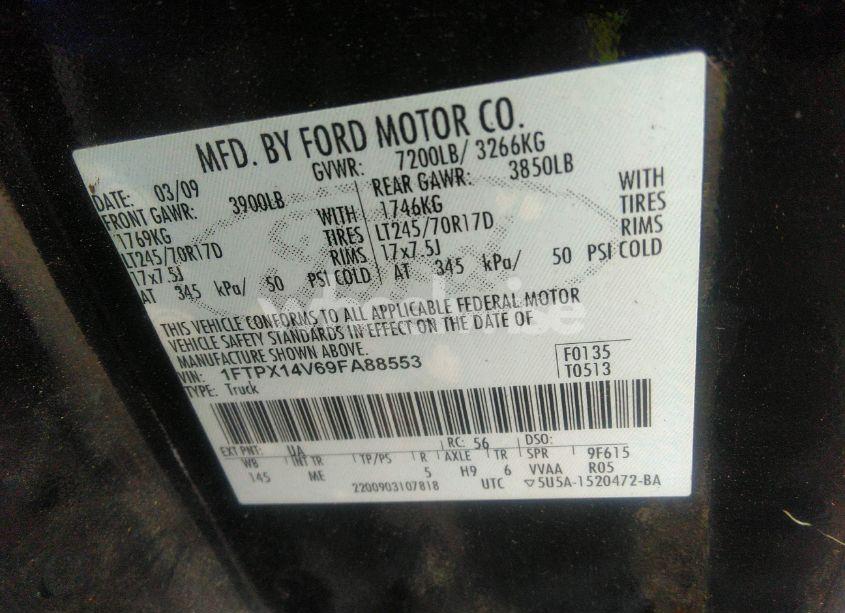 MFD. BY FORD MOTOR CO.
DATE: 03/09 GVWR: 7200LB/ 3266KG
FRONT GAWR: 3900LB REAR GAWR: 3850LB
1769KG WITH 1746KG WITH
LT245/70R17D TIRES LT245/70R17D TIRES
17x7.5J RIMS 17x7.5J RIMS
AT 345 kPa/ 50 PSI COLD AT 345 kPa/ 50 PSI COLD
THIS VEHICLE CONFORMS TO ALL APPLICABLE FEDERAL MOTOR
VEHICLE SAFETY STANDARDS IN EFFECT ON THE DATE OF
MANUFACTURE SHOWN ABOVE.
VIN: 1FTPX14V69FA88553 F0135
TYPE: Truck T0513
EXT PNT: UA RC: 56 DSO:
WB INT TR TP/PS R AXLE TR SPR 9F615
145 ME 5 H9 6 VVAA R05
2200903107818 UTC ▽5U5A-1520472-BA